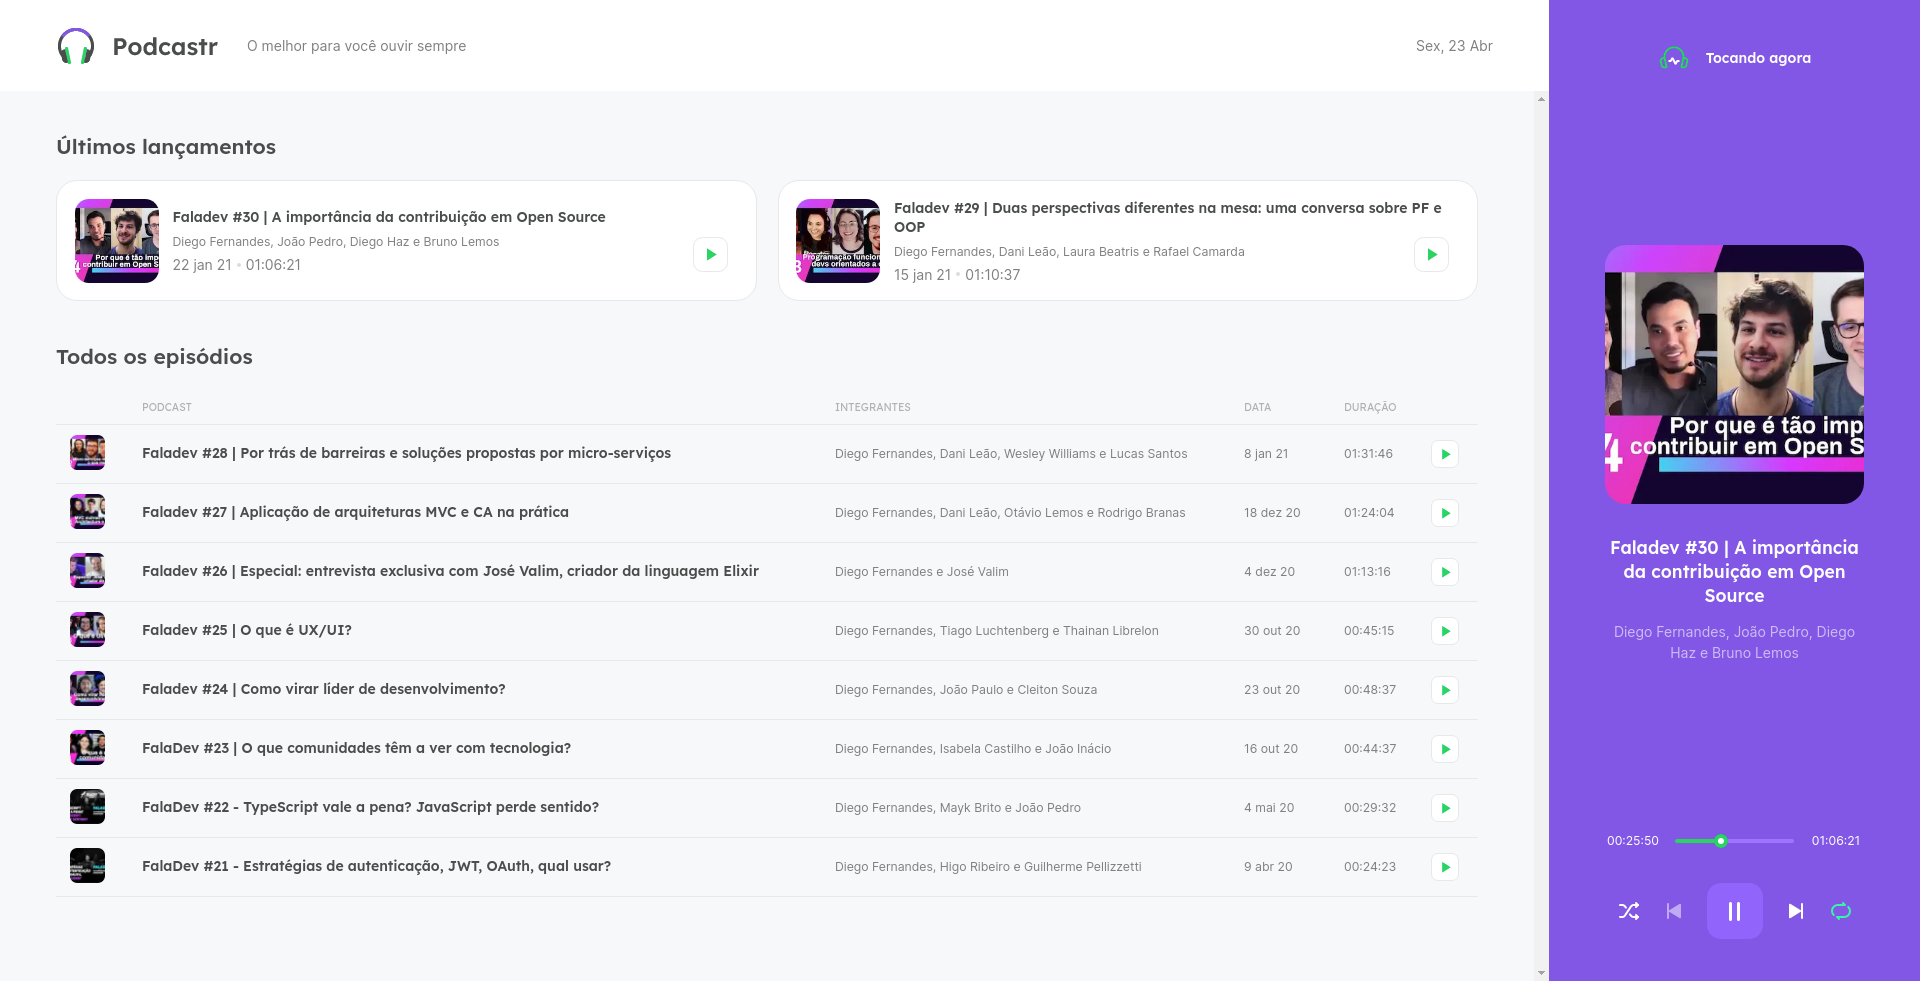 Podcastr
O melhor para você ouvir sempre
Sex, 23 Abr
Tocando agora
Últimos lançamentos
Por que é tão imp
4 contribuir em Open S
Faladev #30 | A importância da contribuição em Open Source
Diego Fernandes, João Pedro, Diego Haz e Bruno Lemos
22 jan 21 • 01:06:21
Programação funcion
devs orientados a
Faladev #29 | Duas perspectivas diferentes na mesa: uma conversa sobre PF e
OOP
Diego Fernandes, Dani Leão, Laura Beatris e Rafael Camarda
15 jan 21 • 01:10:37
Todos os episódios
PODCAST INTEGRANTES DATA DURAÇÃO
Faladev #28 | Por trás de barreiras e soluções propostas por micro-serviços Diego Fernandes, Dani Leão, Wesley Williams e Lucas Santos 8 jan 21 01:31:46
Faladev #27 | Aplicação de arquiteturas MVC e CA na prática Diego Fernandes, Dani Leão, Otávio Lemos e Rodrigo Branas 18 dez 20 01:24:04
Faladev #26 | Especial: entrevista exclusiva com José Valim, criador da linguagem Elixir Diego Fernandes e José Valim 4 dez 20 01:13:16
Faladev #25 | O que é UX/UI? Diego Fernandes, Tiago Luchtenberg e Thainan Librelon 30 out 20 00:45:15
Faladev #24 | Como virar líder de desenvolvimento? Diego Fernandes, João Paulo e Cleiton Souza 23 out 20 00:48:37
FalaDev #23 | O que comunidades têm a ver com tecnologia? Diego Fernandes, Isabela Castilho e João Inácio 16 out 20 00:44:37
FalaDev #22 - TypeScript vale a pena? JavaScript perde sentido? Diego Fernandes, Mayk Brito e João Pedro 4 mai 20 00:29:32
FalaDev #21 - Estratégias de autenticação, JWT, OAuth, qual usar? Diego Fernandes, Higo Ribeiro e Guilherme Pellizzetti 9 abr 20 00:24:23
Por que é tão imp
4 contribuir em Open S
Faladev #30 | A importância
da contribuição em Open
Source
Diego Fernandes, João Pedro, Diego
Haz e Bruno Lemos
00:25:50 01:06:21